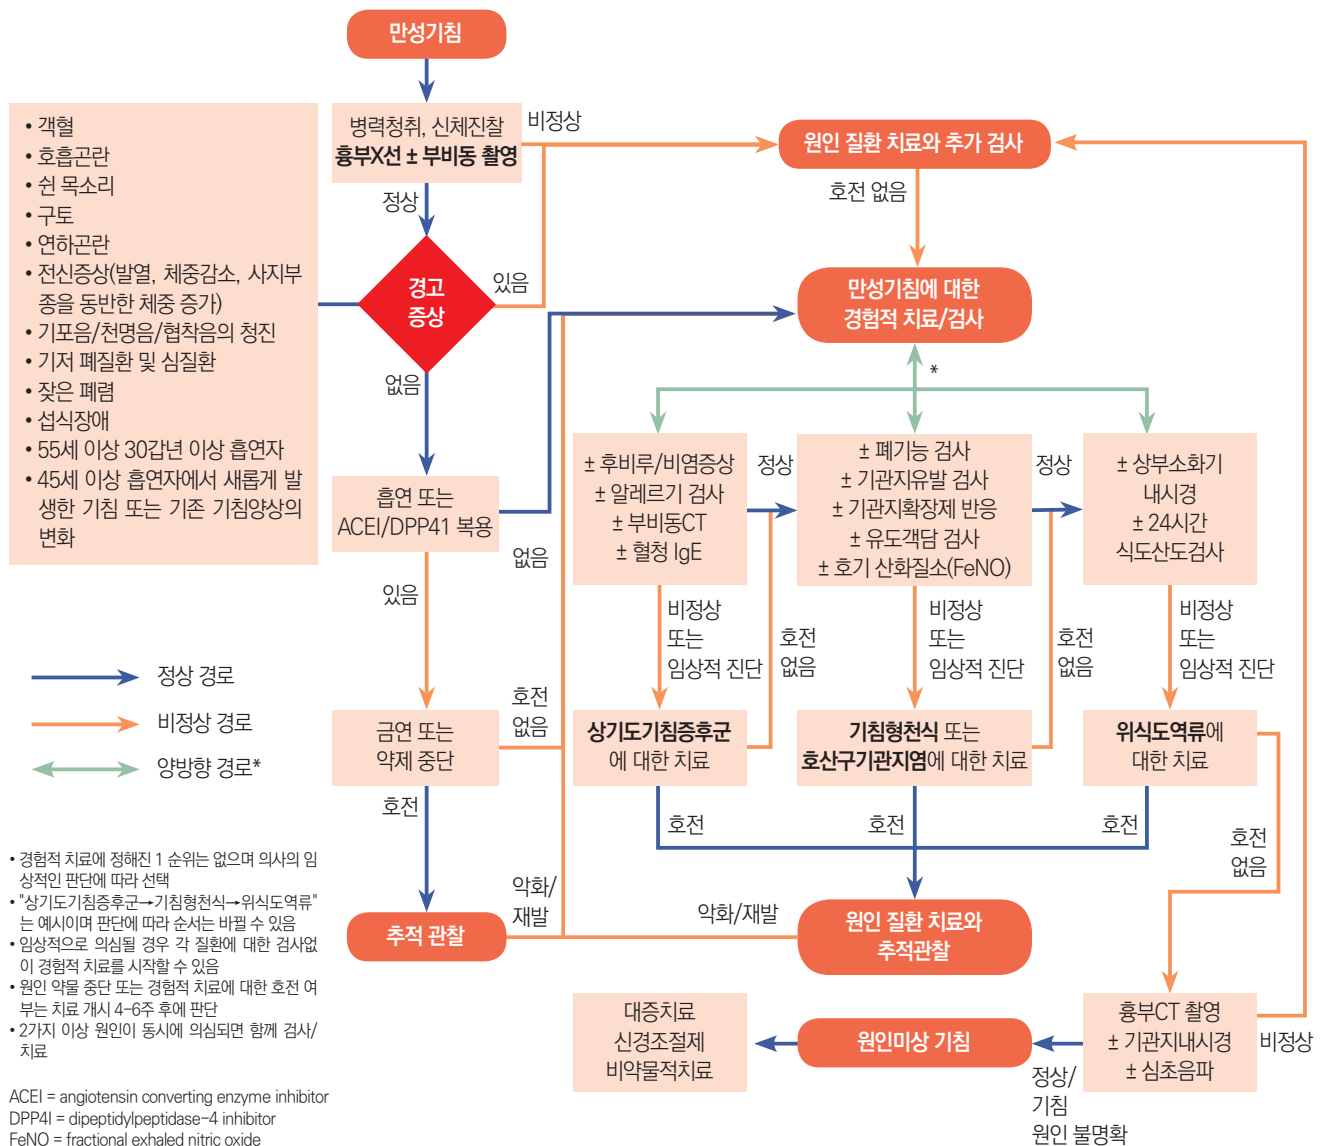 만성기침
병력청취, 신체진찰
흉부X선 ± 부비동 촬영
비정상
정상
원인 질환 치료와 추가 검사
호전 없음
• 객혈
• 호흡곤란
• 쉰 목소리
• 구토
• 연하곤란
• 전신증상(발열, 체중감소, 사지부
종을 동반한 체중 증가)
• 기포음/천명음/협착음의 청진
• 기저 폐질환 및 심질환
• 잦은 폐렴
• 섭식장애
• 55세 이상 30갑년 이상 흡연자
• 45세 이상 흡연자에서 새롭게 발
생한 기침 또는 기존 기침양상의
변화
경고
증상
있음
없음
만성기침에 대한
경험적 치료/검사
*
흡연 또는
ACEI/DPP41 복용
없음
있음
± 후비루/비염증상
± 알레르기 검사
± 부비동CT
± 혈청 IgE
정상
± 폐기능 검사
± 기관지유발 검사
± 기관지확장제 반응
± 유도객담 검사
± 호기 산화질소(FeNO)
정상
± 상부소화기
내시경
± 24시간
식도산도검사
비정상
또는
임상적 진단
호전
없음
비정상
또는
임상적 진단
호전
없음
비정상
또는
임상적 진단
정상 경로
비정상 경로
양방향 경로*
금연 또는
약제 중단
호전
없음
호전
상기도기침증후군
에 대한 치료
기침형천식 또는
호산구기관지염에 대한 치료
위식도역류에
대한 치료
호전
호전
호전
호전
없음
추적 관찰
악화/
재발
악화/재발
원인 질환 치료와
추적관찰
• 경험적 치료에 정해진 1 순위는 없으며 의사의 임
상적인 판단에 따라 선택
• "상기도기침증후군→기침형천식→위식도역류"
는 예시이며 판단에 따라 순서는 바뀔 수 있음
• 임상적으로 의심될 경우 각 질환에 대한 검사없
이 경험적 치료를 시작할 수 있음
• 원인 약물 중단 또는 경험적 치료에 대한 호전 여
부는 치료 개시 4-6주 후에 판단
• 2가지 이상 원인이 동시에 의심되면 함께 검사/
치료
대증치료
신경조절제
비약물적치료
원인미상 기침
정상/
기침
원인 불명확
흉부CT 촬영
± 기관지내시경
± 심초음파
비정상
ACEI = angiotensin converting enzyme inhibitor
DPP4I = dipeptidylpeptidase-4 inhibitor
FeNO = fractional exhaled nitric oxide